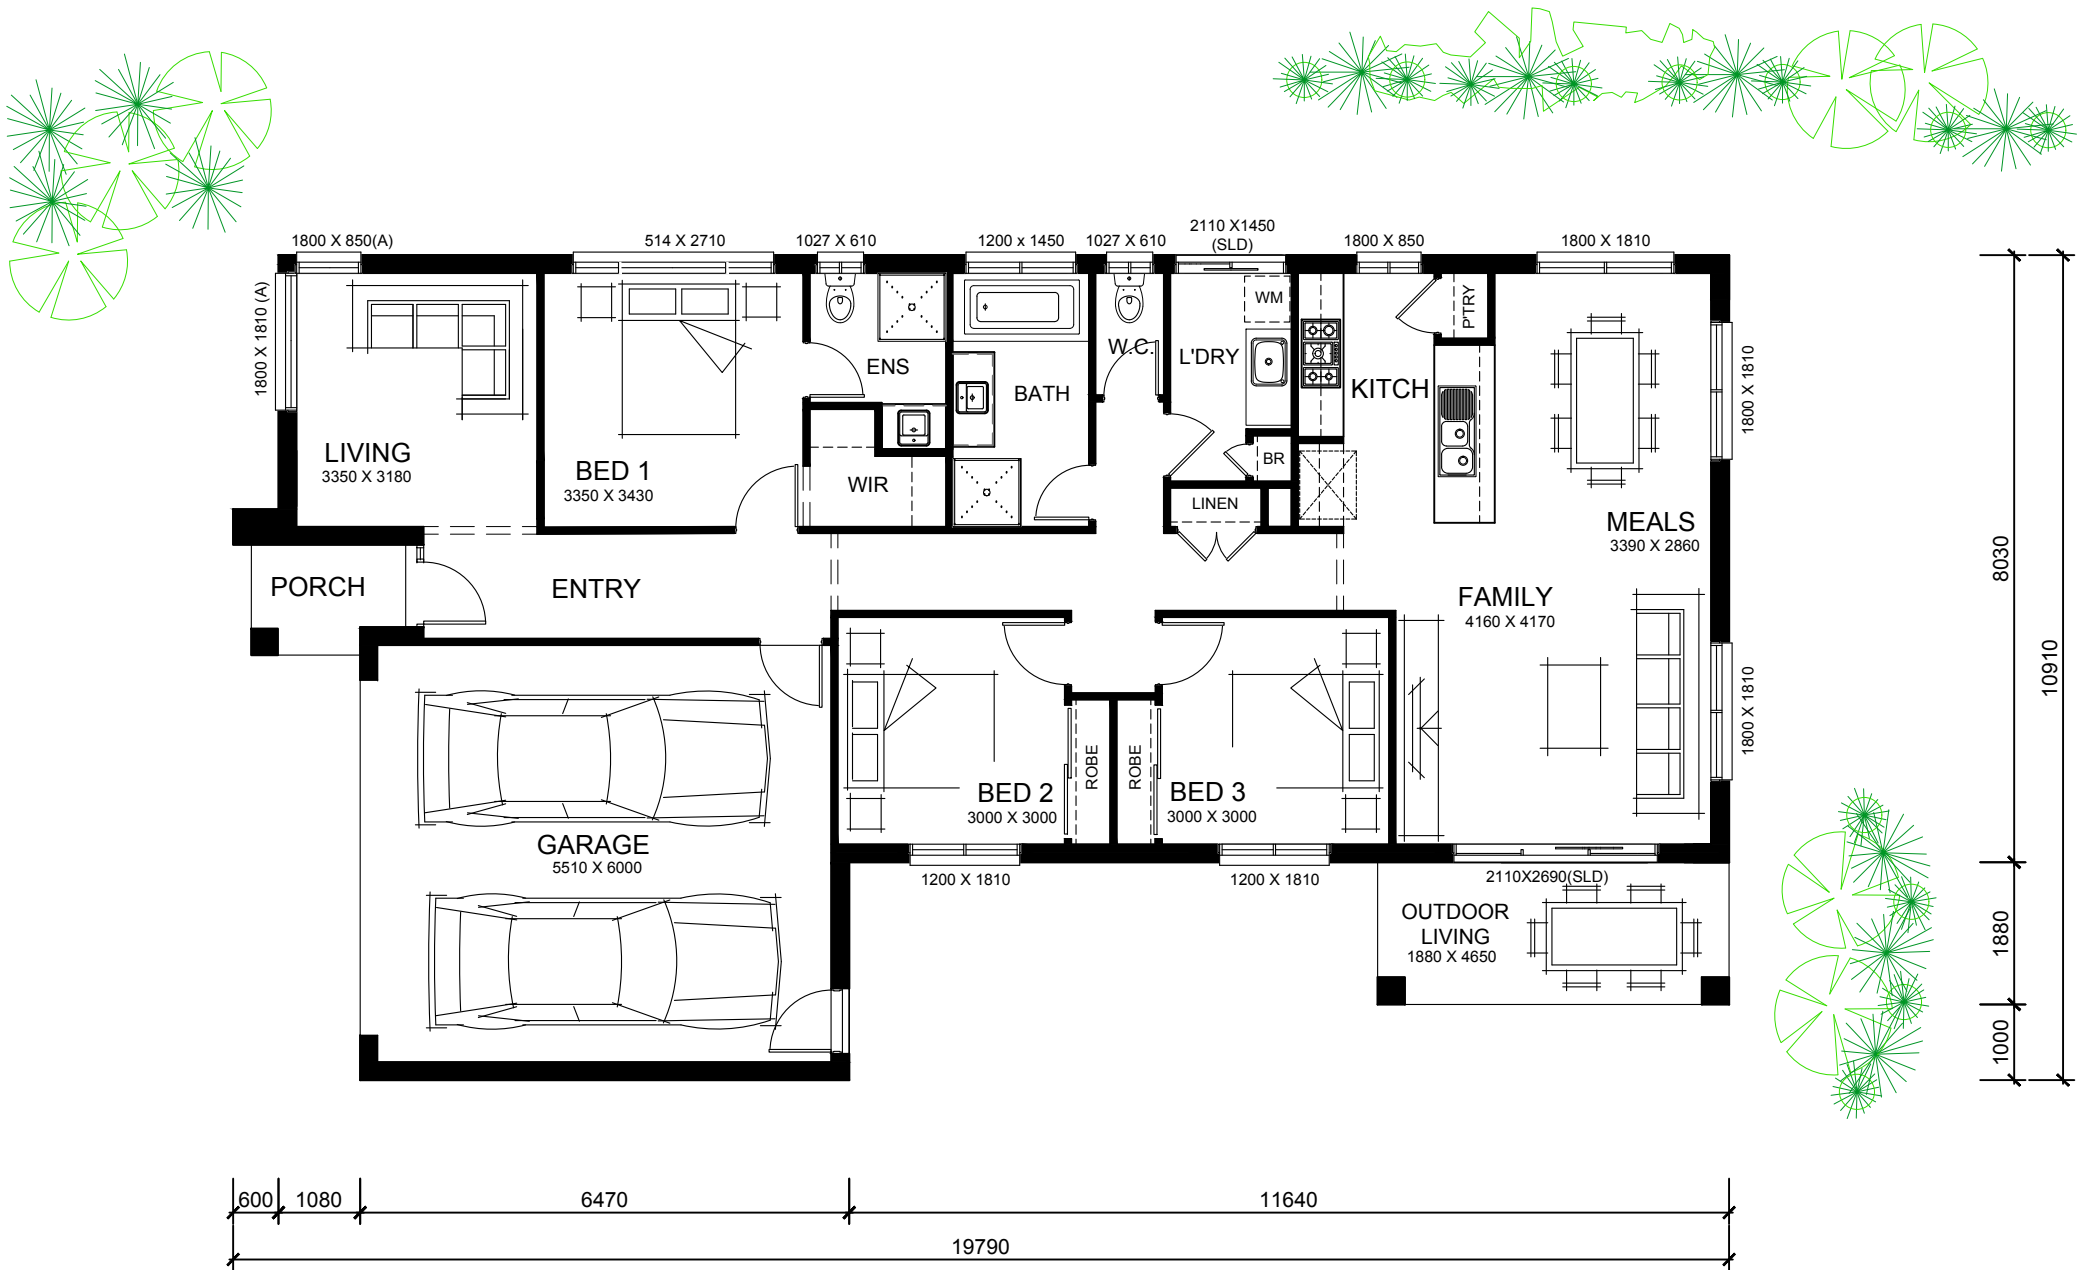 2110 X1450
(SLD)
1800 X 850(A)
514 X 2710
1027 X 610
1200 x 1450
1027 X 610
1800 X 850
1800 X 1810
1800 X 1810 (A)
WM
P'TRY
W.C.
L'DRY
ENS
KITCH
BATH
1800 X 1810
LIVING
3350 X 3180
BED 1
3350 X 3430
WIR
BR
LINEN
MEALS
3390 X 2860
PORCH
ENTRY
FAMILY
4160 X 4170
8030
10910
1800 X 1810
ROBE
ROBE
BED 2
3000 X 3000
BED 3
3000 X 3000
GARAGE
5510 X 6000
1200 X 1810
1200 X 1810
2110X2690(SLD)
OUTDOOR
LIVING
1880 X 4650
1880
1000
600
1080
6470
11640
19790